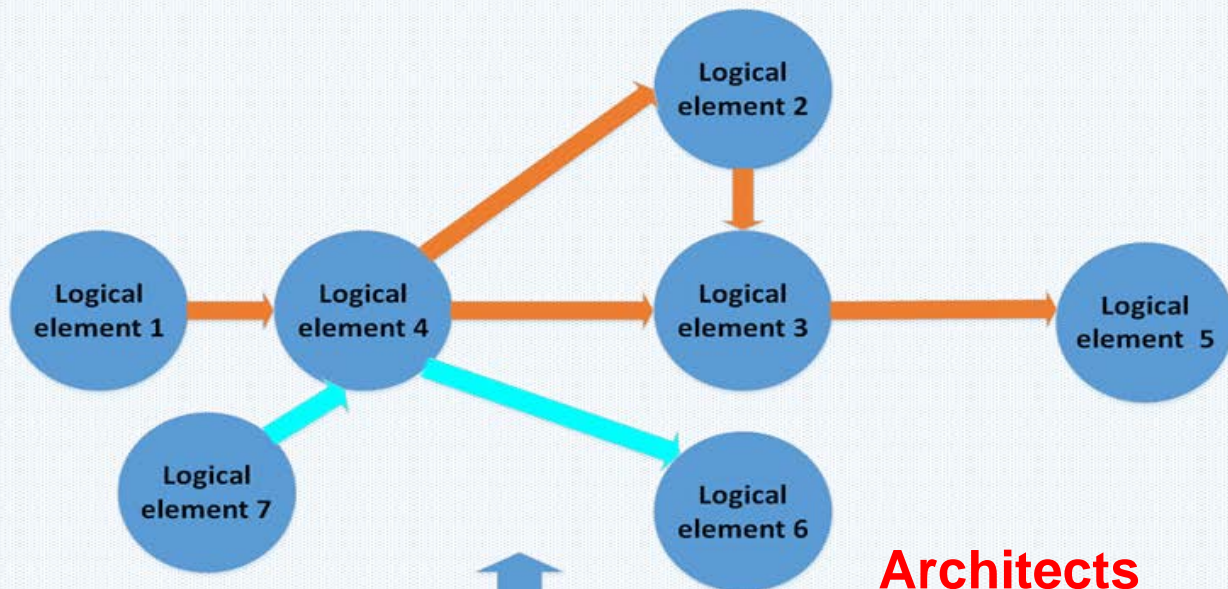 Logical
element 2
Logical
element 1
Logical
element 4
Logical
element 3
Logical
element 5
Logical
element 7
Logical
element 6
Architects